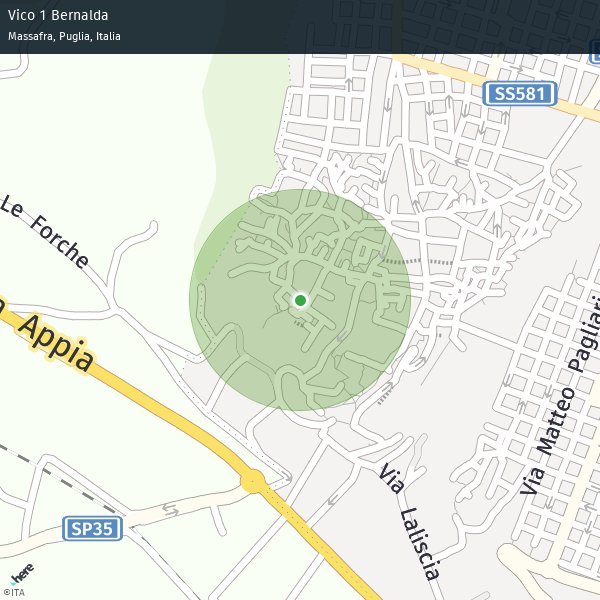 Vico 1 Bernalda
Massafra, Puglia, Italia
SS581
Le Forche
Appia
Via Matteo Pagliari
Via Laliscia
SP35
here
©ITA